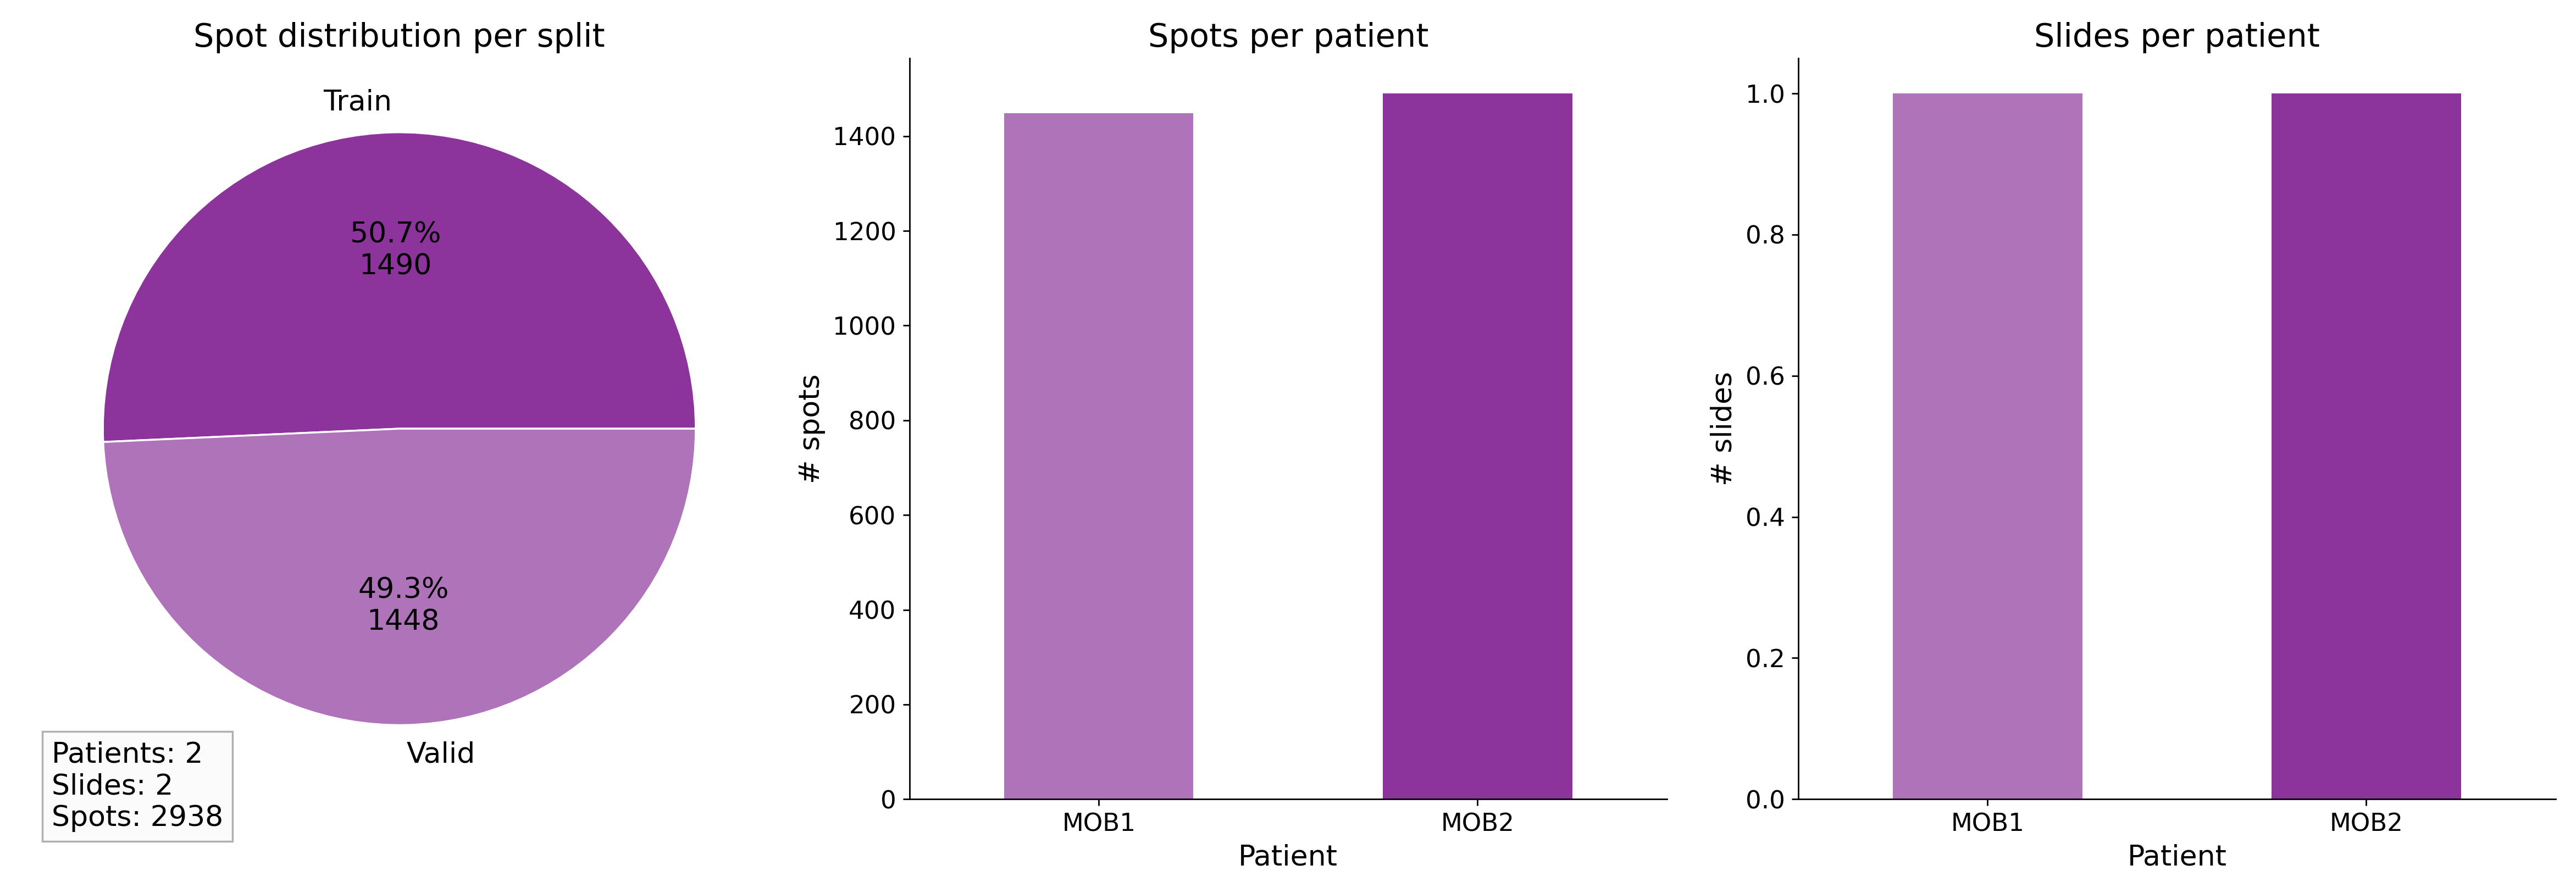 Spot distribution per split
Train
50.7%
1490
49.3%
1448
Valid
Patients: 2
Slides: 2
Spots: 2938
Spots per patient
# spots
1400
1200
1000
800
600
400
200
0
MOB1
MOB2
Patient
Slides per patient
# slides
1.0
0.8
0.6
0.4
0.2
0.0
MOB1
MOB2
Patient